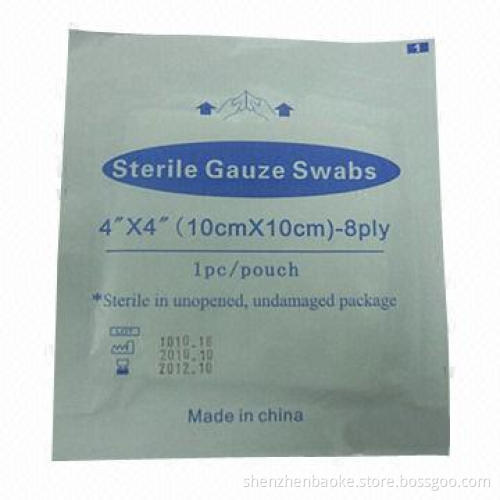 1
Sterile Gauze Swabs
4"X4" (10cmX10cm)-8ply
1pc/pouch
*Sterile in unopened, undamaged package
LOT 1010.16
2010.10
2012.10
Made in china
shenzhenbaoke.store.bossgoo.com